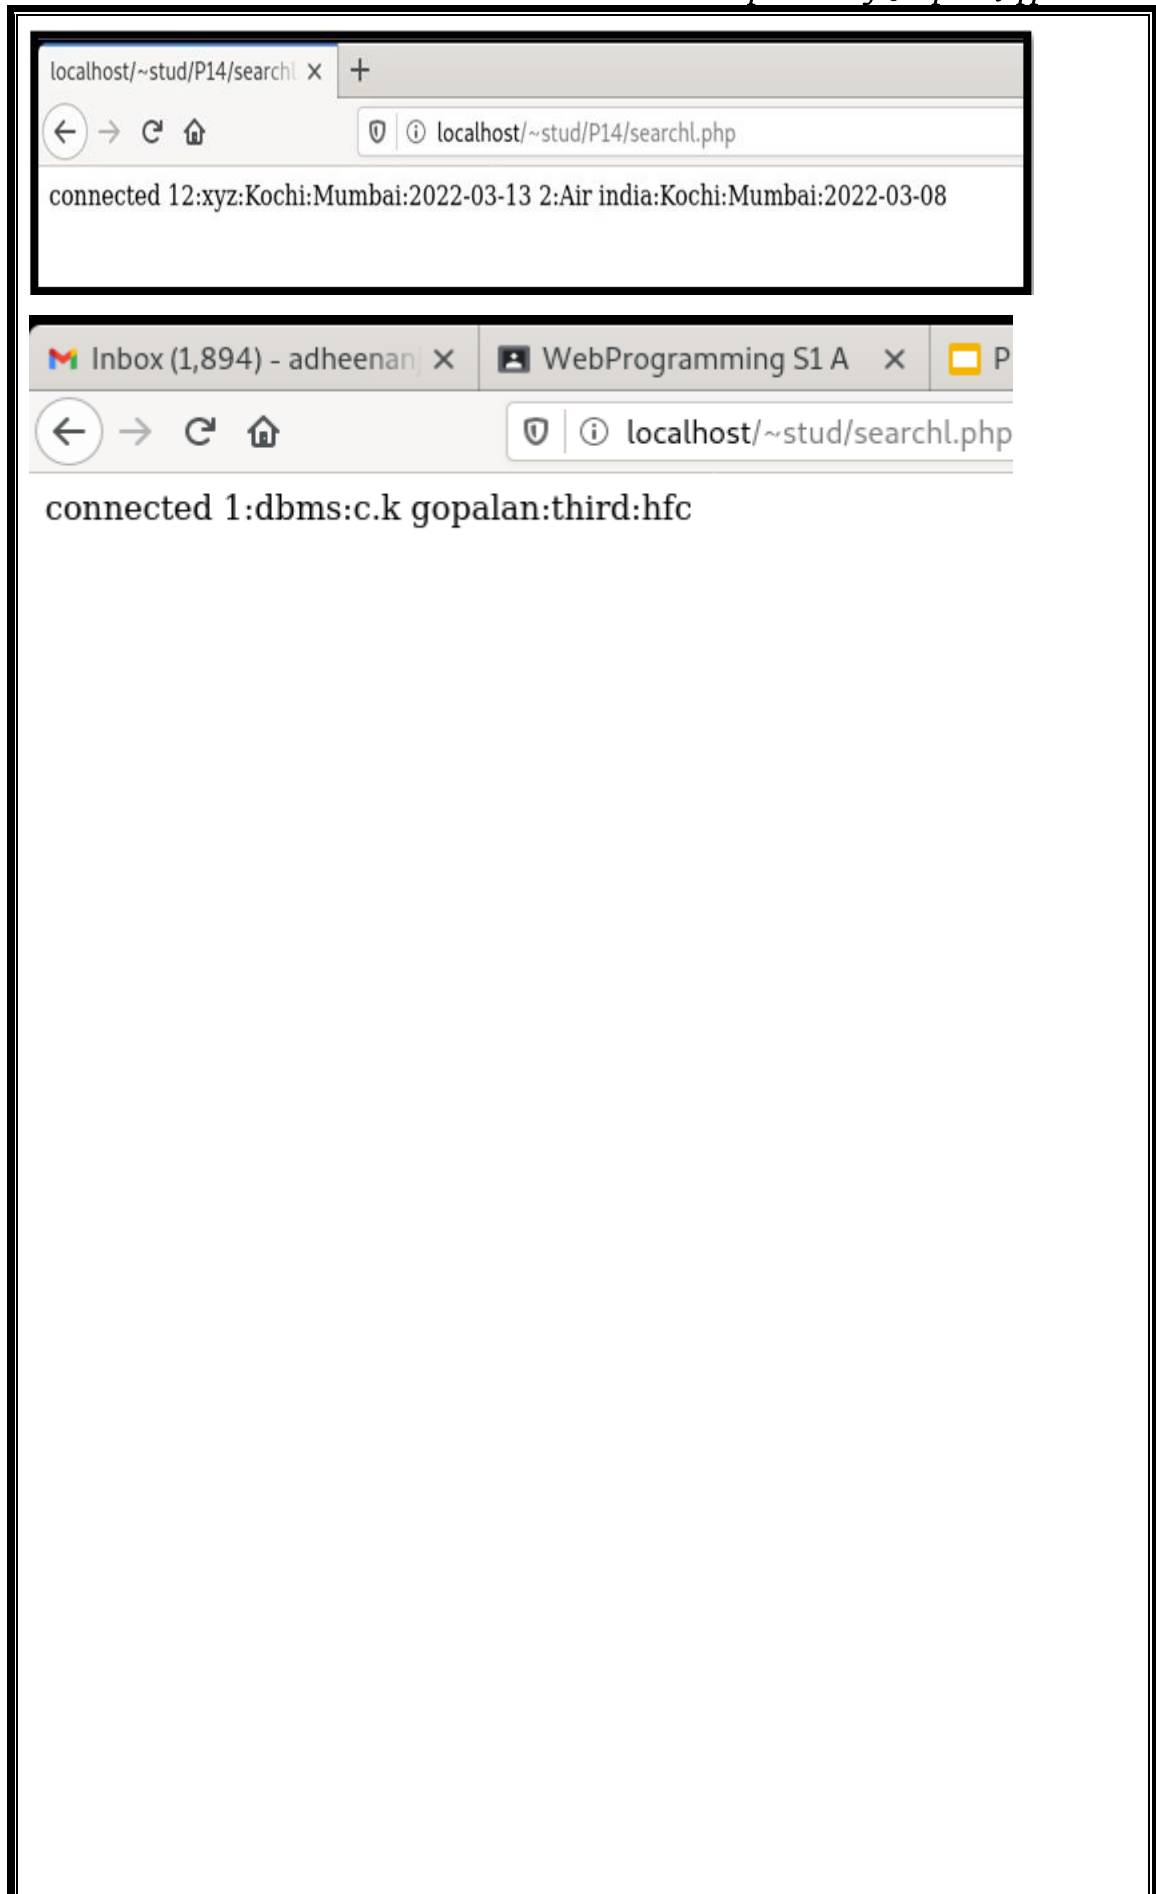 localhost/~stud/P14/searchl
localhost/~stud/P14/searchl.php
connected 12:xyz:Kochi:Mumbai:2022-03-13 2:Air india:Kochi:Mumbai:2022-03-08
Inbox (1,894) - adheenanj WebProgramming S1 A P
localhost/~stud/searchl.php
connected 1:dbms:c.k gopalan:third:hfc